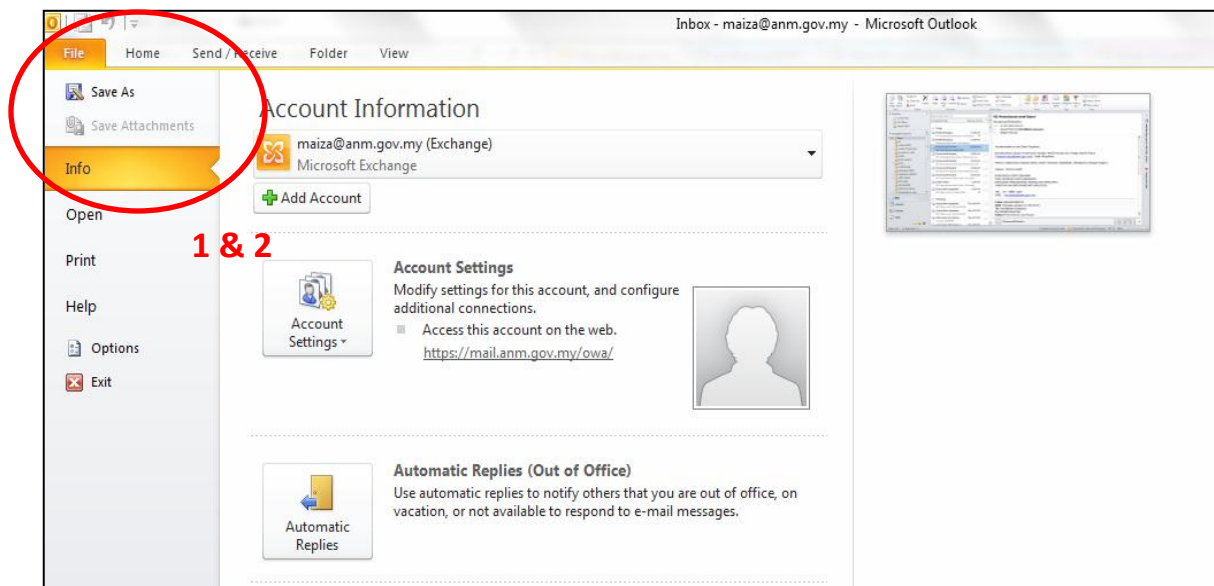 Inbox - maiza@anm.gov.my - Microsoft Outlook
File Home Send / Receive Folder View
Save As
Save Attachments
Info
Open
Print
Help
Options
Exit
1 & 2
Account Information
maiza@anm.gov.my (Exchange)
Microsoft Exchange
Add Account
Account Settings
Account Settings
Modify settings for this account, and configure
additional connections.
Access this account on the web.
https://mail.anm.gov.my/owa/
Automatic
Replies
Automatic Replies (Out of Office)
Use automatic replies to notify others that you are out of office, on
vacation, or not available to respond to e-mail messages.